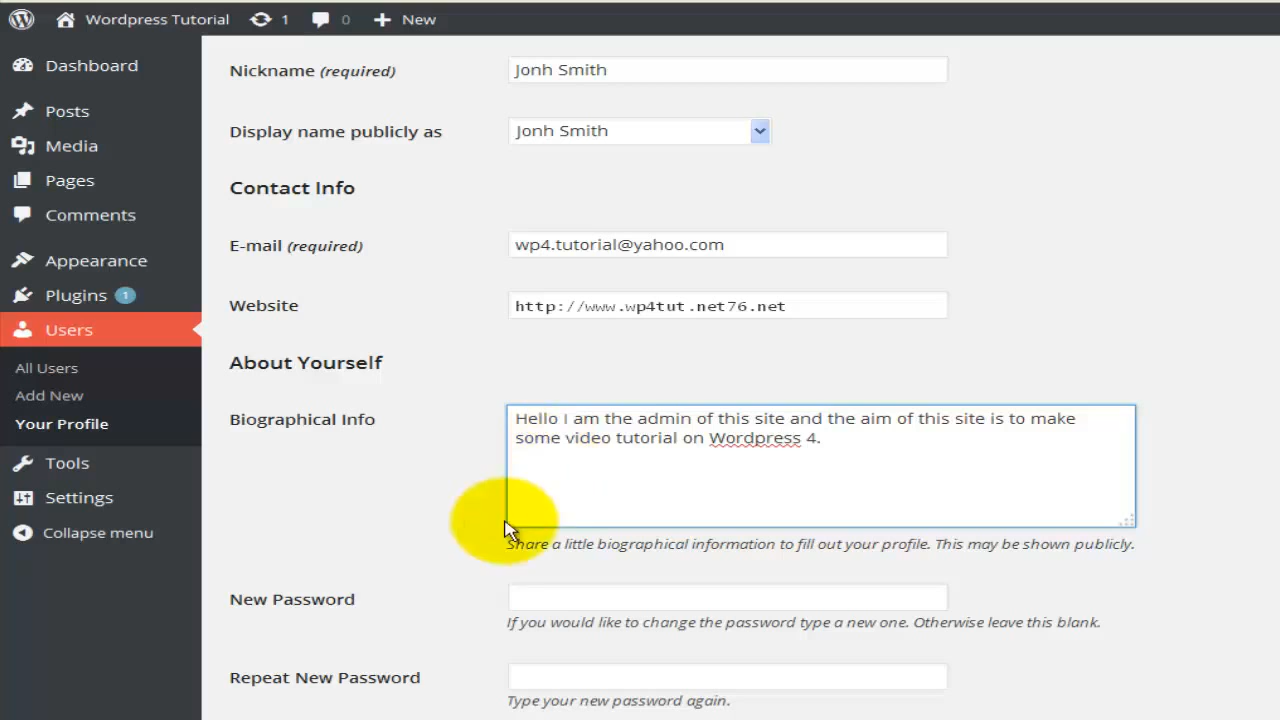 Wordpress Tutorial 1 0 New
Dashboard
Posts
Media
Pages
Comments
Appearance
Plugins 1
Users
All Users
Add New
Your Profile
Tools
Settings
Collapse menu
Nickname (required) Jonh Smith
Display name publicly as Jonh Smith
Contact Info
E-mail (required) wp4.tutorial@yahoo.com
Website http://www.wp4tut.net76.net
About Yourself
Biographical Info
Hello I am the admin of this site and the aim of this site is to make
some video tutorial on Wordpress 4.
Share a little biographical information to fill out your profile. This may be shown publicly.
New Password
If you would like to change the password type a new one. Otherwise leave this blank.
Repeat New Password
Type your new password again.